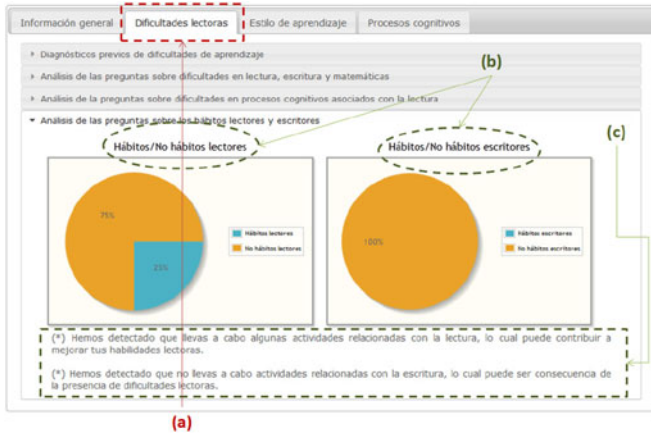 Información general
Dificultades lectoras
Estilo de aprendizaje
Procesos cognitivos
Diagnósticos previos de dificultades de aprendizaje
Análisis de las preguntas sobre dificultades en lectura, escritura y matemáticas
(b)
Análisis de la preguntas sobre dificultades en procesos cognitivos asociados con la lectura
Análisis de las preguntas sobre los hábitos lectores y escritores
(c)
Hábitos/No hábitos lectores
Hábitos/No hábitos escritores
75%
25%
Hábitos lectores
No hábitos lectores
100%
Hábitos escritores
No hábitos escritores
(*) Hemos detectado que llevas a cabo algunas actividades relacionadas con la lectura, lo cual puede contribuir a
mejorar tus habilidades lectoras.
(*) Hemos detectado que no llevas a cabo actividades relacionadas con la escritura, lo cual puede ser consecuencia de
la presencia de dificultades lectoras.
(a)